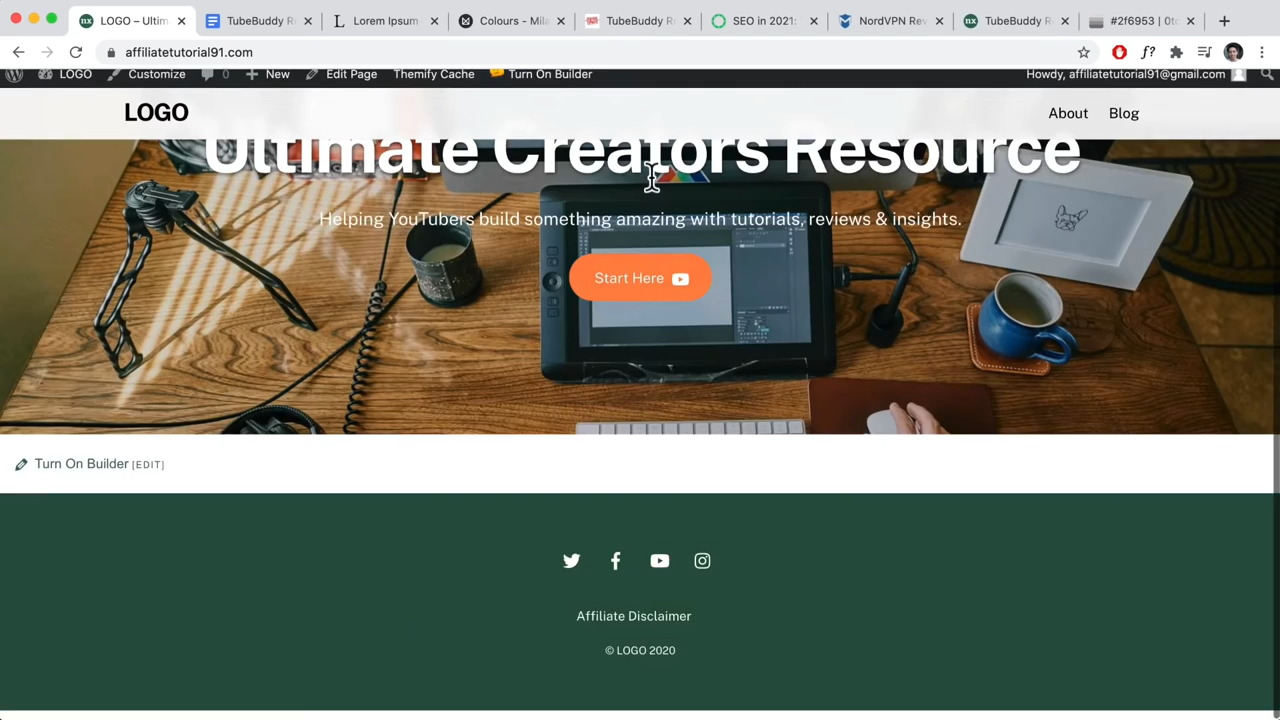 LOGO – Ultim
TubeBuddy R
Lorem Ipsum
Colours - Mila
TubeBuddy R
SEO in 2021:
NordVPN Rev
TubeBuddy R
#2f6953 | 0to
affiliatetutorial91.com
f?
LOGO
Customize
0
New
Edit Page
Themify Cache
Turn On Builder
Howdy, affiliatetutorial91@gmail.com
LOGO
About
Blog
Ultimate Creators Resource
Helping YouTubers build something amazing with tutorials, reviews & insights.
Start Here
Turn On Builder [EDIT]
Affiliate Disclaimer
© LOGO 2020